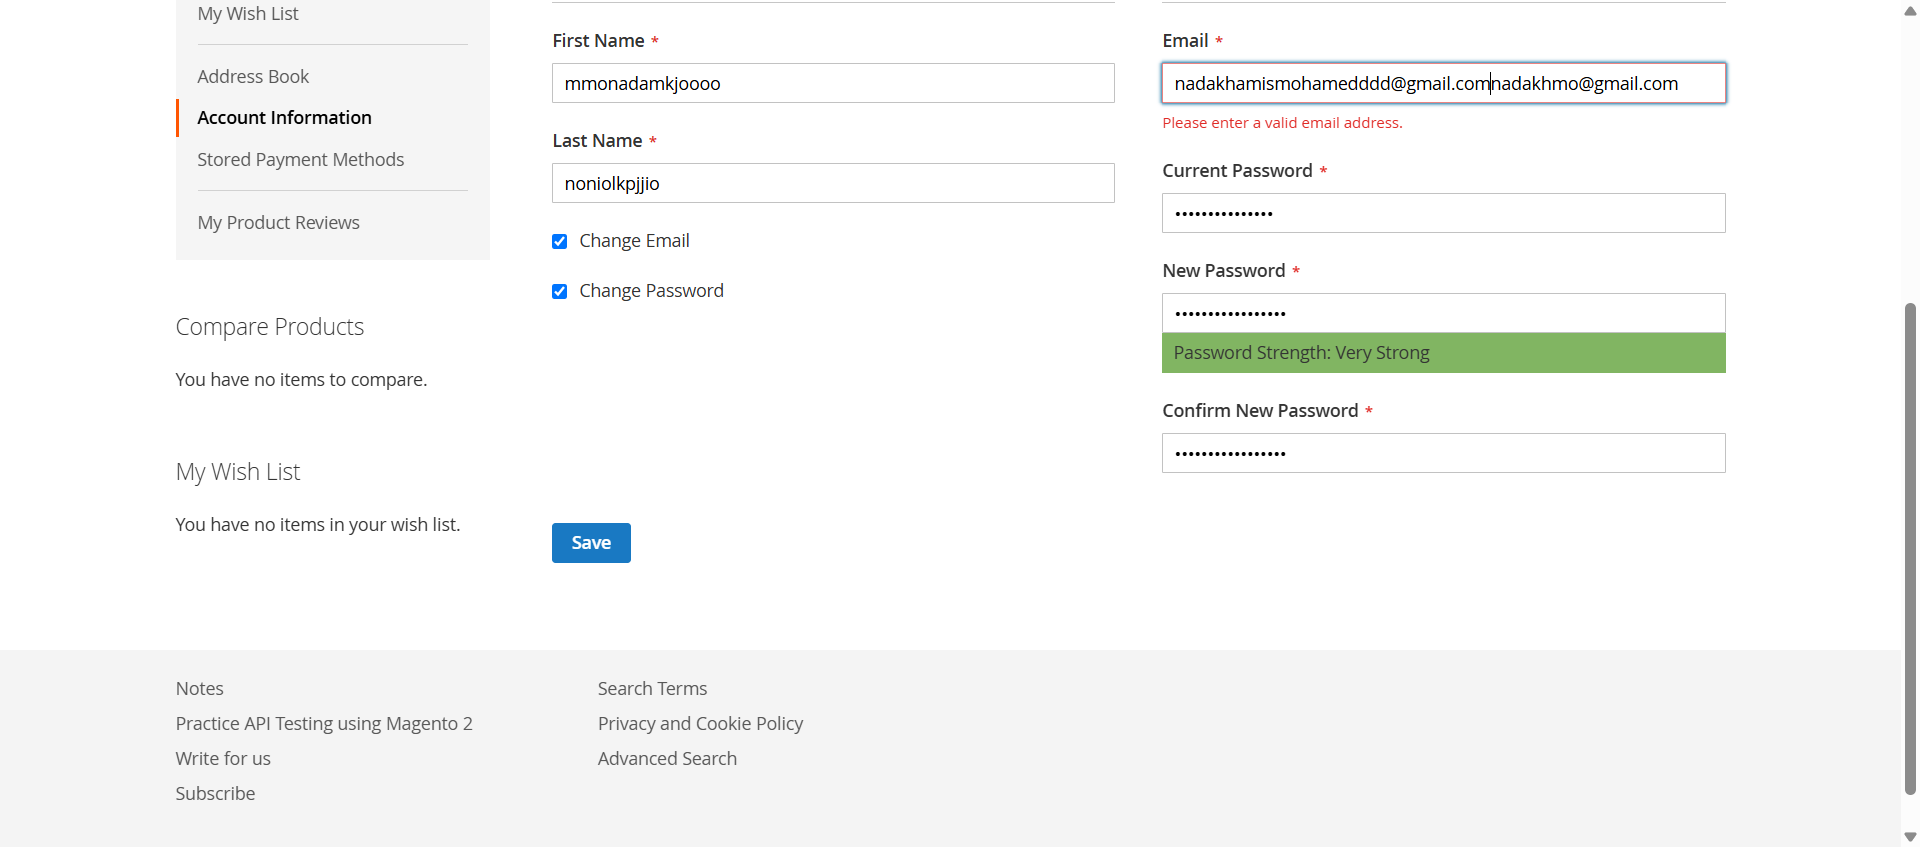 My Wish List
Address Book
Account Information
Stored Payment Methods
My Product Reviews
Compare Products
You have no items to compare.
My Wish List
You have no items in your wish list.
First Name *
mmonadamkjoooo
Last Name *
noniolkpjjio
Change Email
Change Password
Save
Email *
nadakhamismohamedddd@gmail.comnadakhmo@gmail.com
Please enter a valid email address.
Current Password *
•••••••••••••••
New Password *
•••••••••••••••••
Password Strength: Very Strong
Confirm New Password *
•••••••••••••••••
Notes
Practice API Testing using Magento 2
Write for us
Subscribe
Search Terms
Privacy and Cookie Policy
Advanced Search